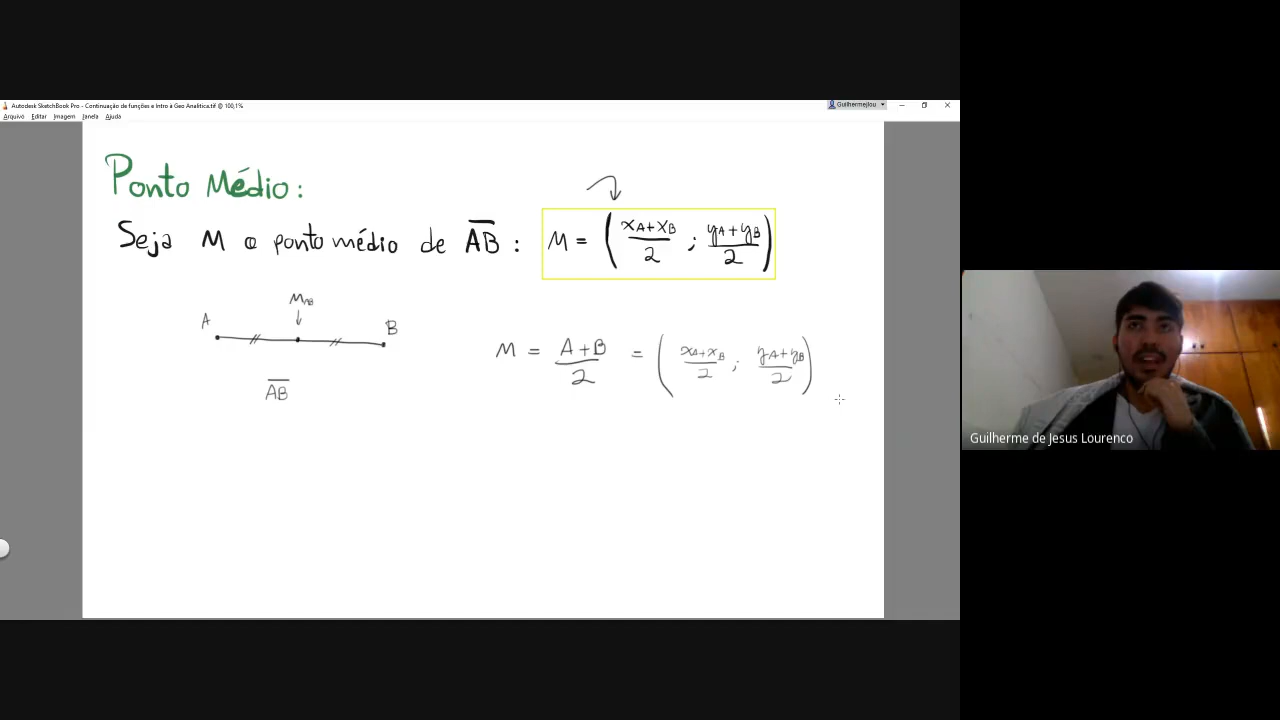 Autodesk SketchBook Pro - Continuação de funções e Intro à Geo Analítica.tif @ 100,1%
Guilhermejlou
Arquivo Editar Imagem Janela Ajuda
Ponto Médio:
Seja M o ponto médio de A̅B̅: M = (xA+xB/2 ; yA+yB/2)
MAB
A B
M = A+B/2 = (xA+xB/2 ; yA+yB/2)
A̅B̅
Guilherme de Jesus Lourenco